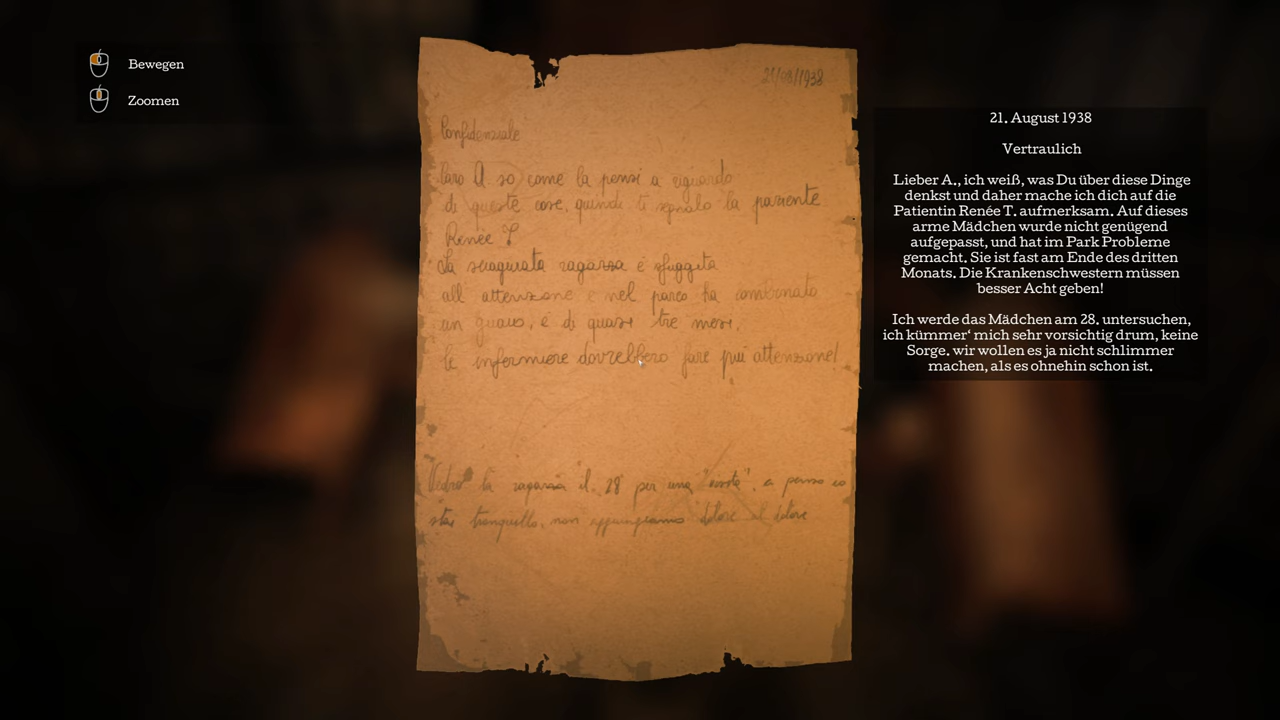 Bewegen
Zoomen
21/08/1938
Confidenziale
Caro A so come la pensi a riguardo
di queste cose, quindi ti segnalo la paziente
Renée T
La sciagurata ragazza è sfuggita
all attenzione e nel parco ha combinato
un guaio, è di quasi tre mesi.
le infermiere dovrebbero fare più attenzione!
Vedrò la ragazza il 28 per una "visita", a penso io
stai tranquillo, non aggiungiamo dolore al dolore
21. August 1938
Vertraulich
Lieber A., ich weiß, was Du über diese Dinge
denkst und daher mache ich dich auf die
Patientin Renée T. aufmerksam. Auf dieses
arme Mädchen wurde nicht genügend
aufgepasst, und hat im Park Probleme
gemacht. Sie ist fast am Ende des dritten
Monats. Die Krankenschwestern müssen
besser Acht geben!
Ich werde das Mädchen am 28. untersuchen,
ich kümmer‘ mich sehr vorsichtig drum, keine
Sorge. wir wollen es ja nicht schlimmer
machen, als es ohnehin schon ist.